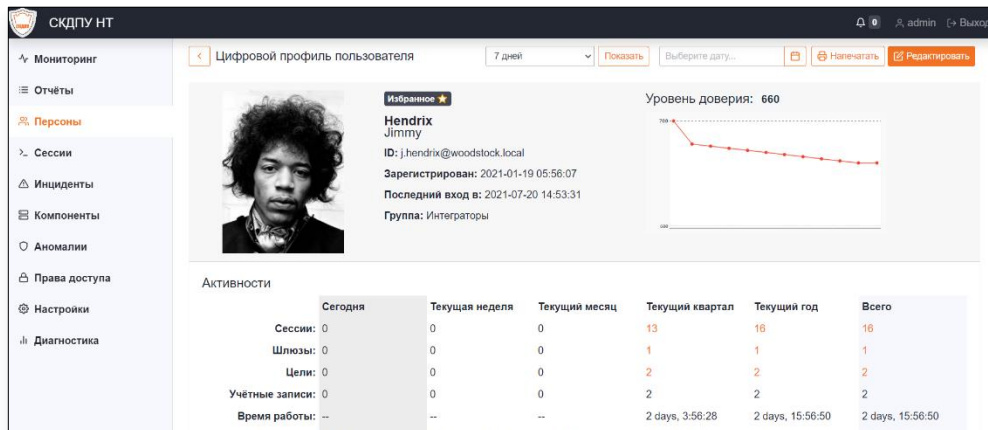 СКДПУ НТ
0 admin Выход
Мониторинг
Отчёты
Персоны
Сессии
Инциденты
Компоненты
Аномалии
Права доступа
Настройки
Диагностика
Цифровой профиль пользователя 7 дней Показать Выберите дату... Напечатать Редактировать
Избранное
Hendrix
Jimmy
ID: j.hendrix@woodstock.local
Зарегистрирован: 2021-01-19 05:56:07
Последний вход в: 2021-07-20 14:53:31
Группа: Интеграторы
Уровень доверия: 660
Активности
Сегодня Текущая неделя Текущий месяц Текущий квартал Текущий год Всего
Сессии: 0 0 0 13 16 16
Шлюзы: 0 0 0 1 1 1
Цели: 0 0 0 2 2 2
Учётные записи: 0 0 0 2 2 2
Время работы: -- -- -- 2 days, 3:56:28 2 days, 15:56:50 2 days, 15:56:50